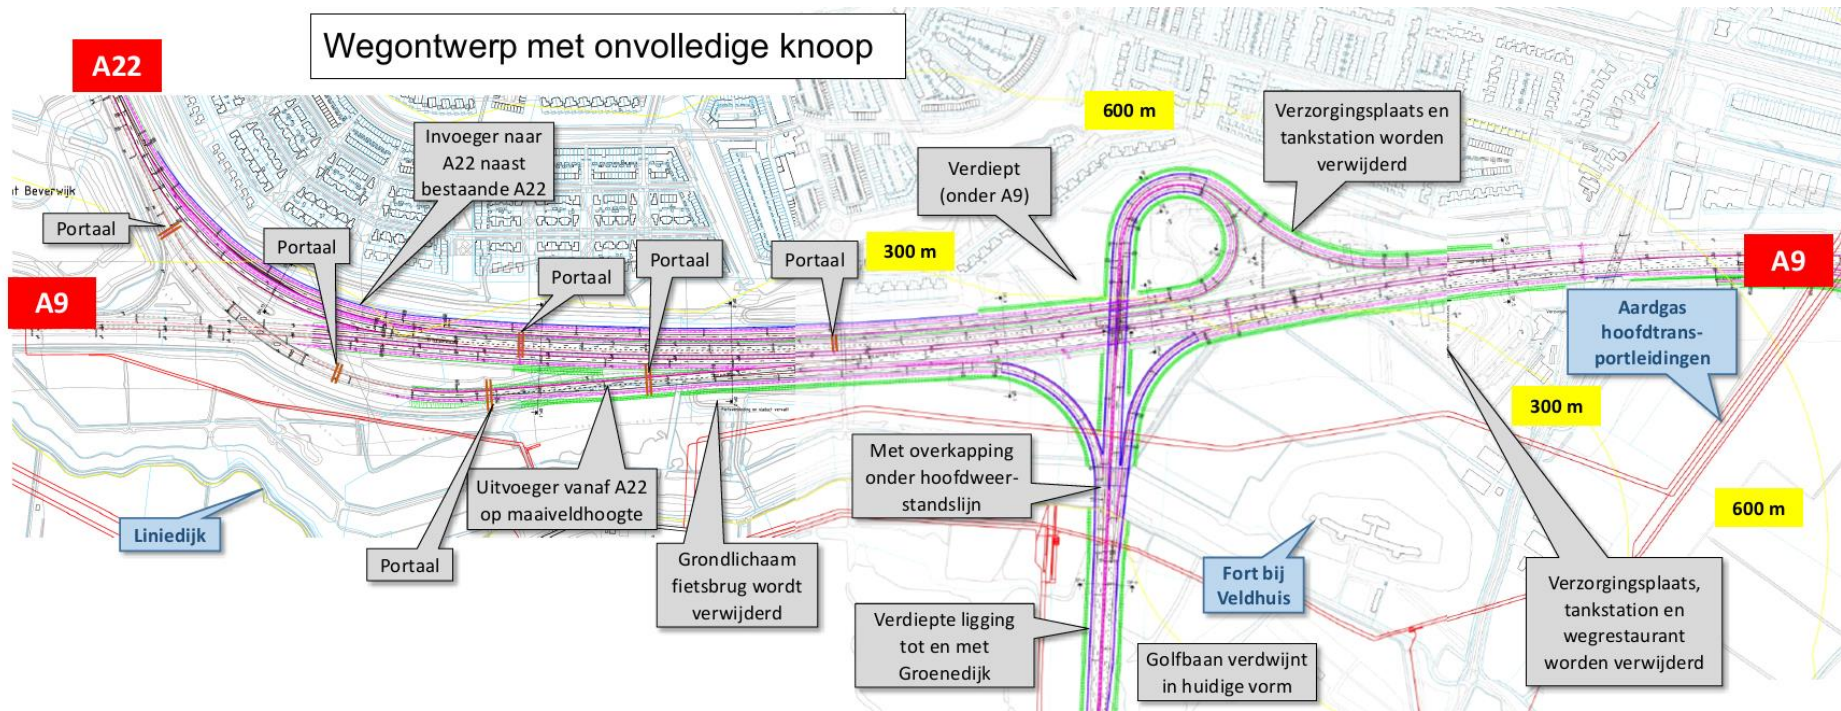 Wegontwerp met onvolledige knoop
A22
600 m
Verzorgingsplaats en
tankstation worden
verwijderd
Invoeger naar
A22 naast
bestaande A22
Verdiept
(onder A9)
Beverwijk
Portaal
Portaal
Portaal
Portaal
Portaal
300 m
A9
A9
Aardgas
hoofdtrans-
portleidingen
300 m
Met overkapping
onder hoofdweer-
standslijn
Uitvoeger vanaf A22
op maaiveldhoogte
Liniedijk
600 m
Portaal
Grondlichaam
fietsbrug wordt
verwijderd
Fort bij
Veldhuis
Verzorgingsplaats,
tankstation en
wegrestaurant
worden verwijderd
Verdiepte ligging
tot en met
Groenedijk
Golfbaan verdwijnt
in huidige vorm